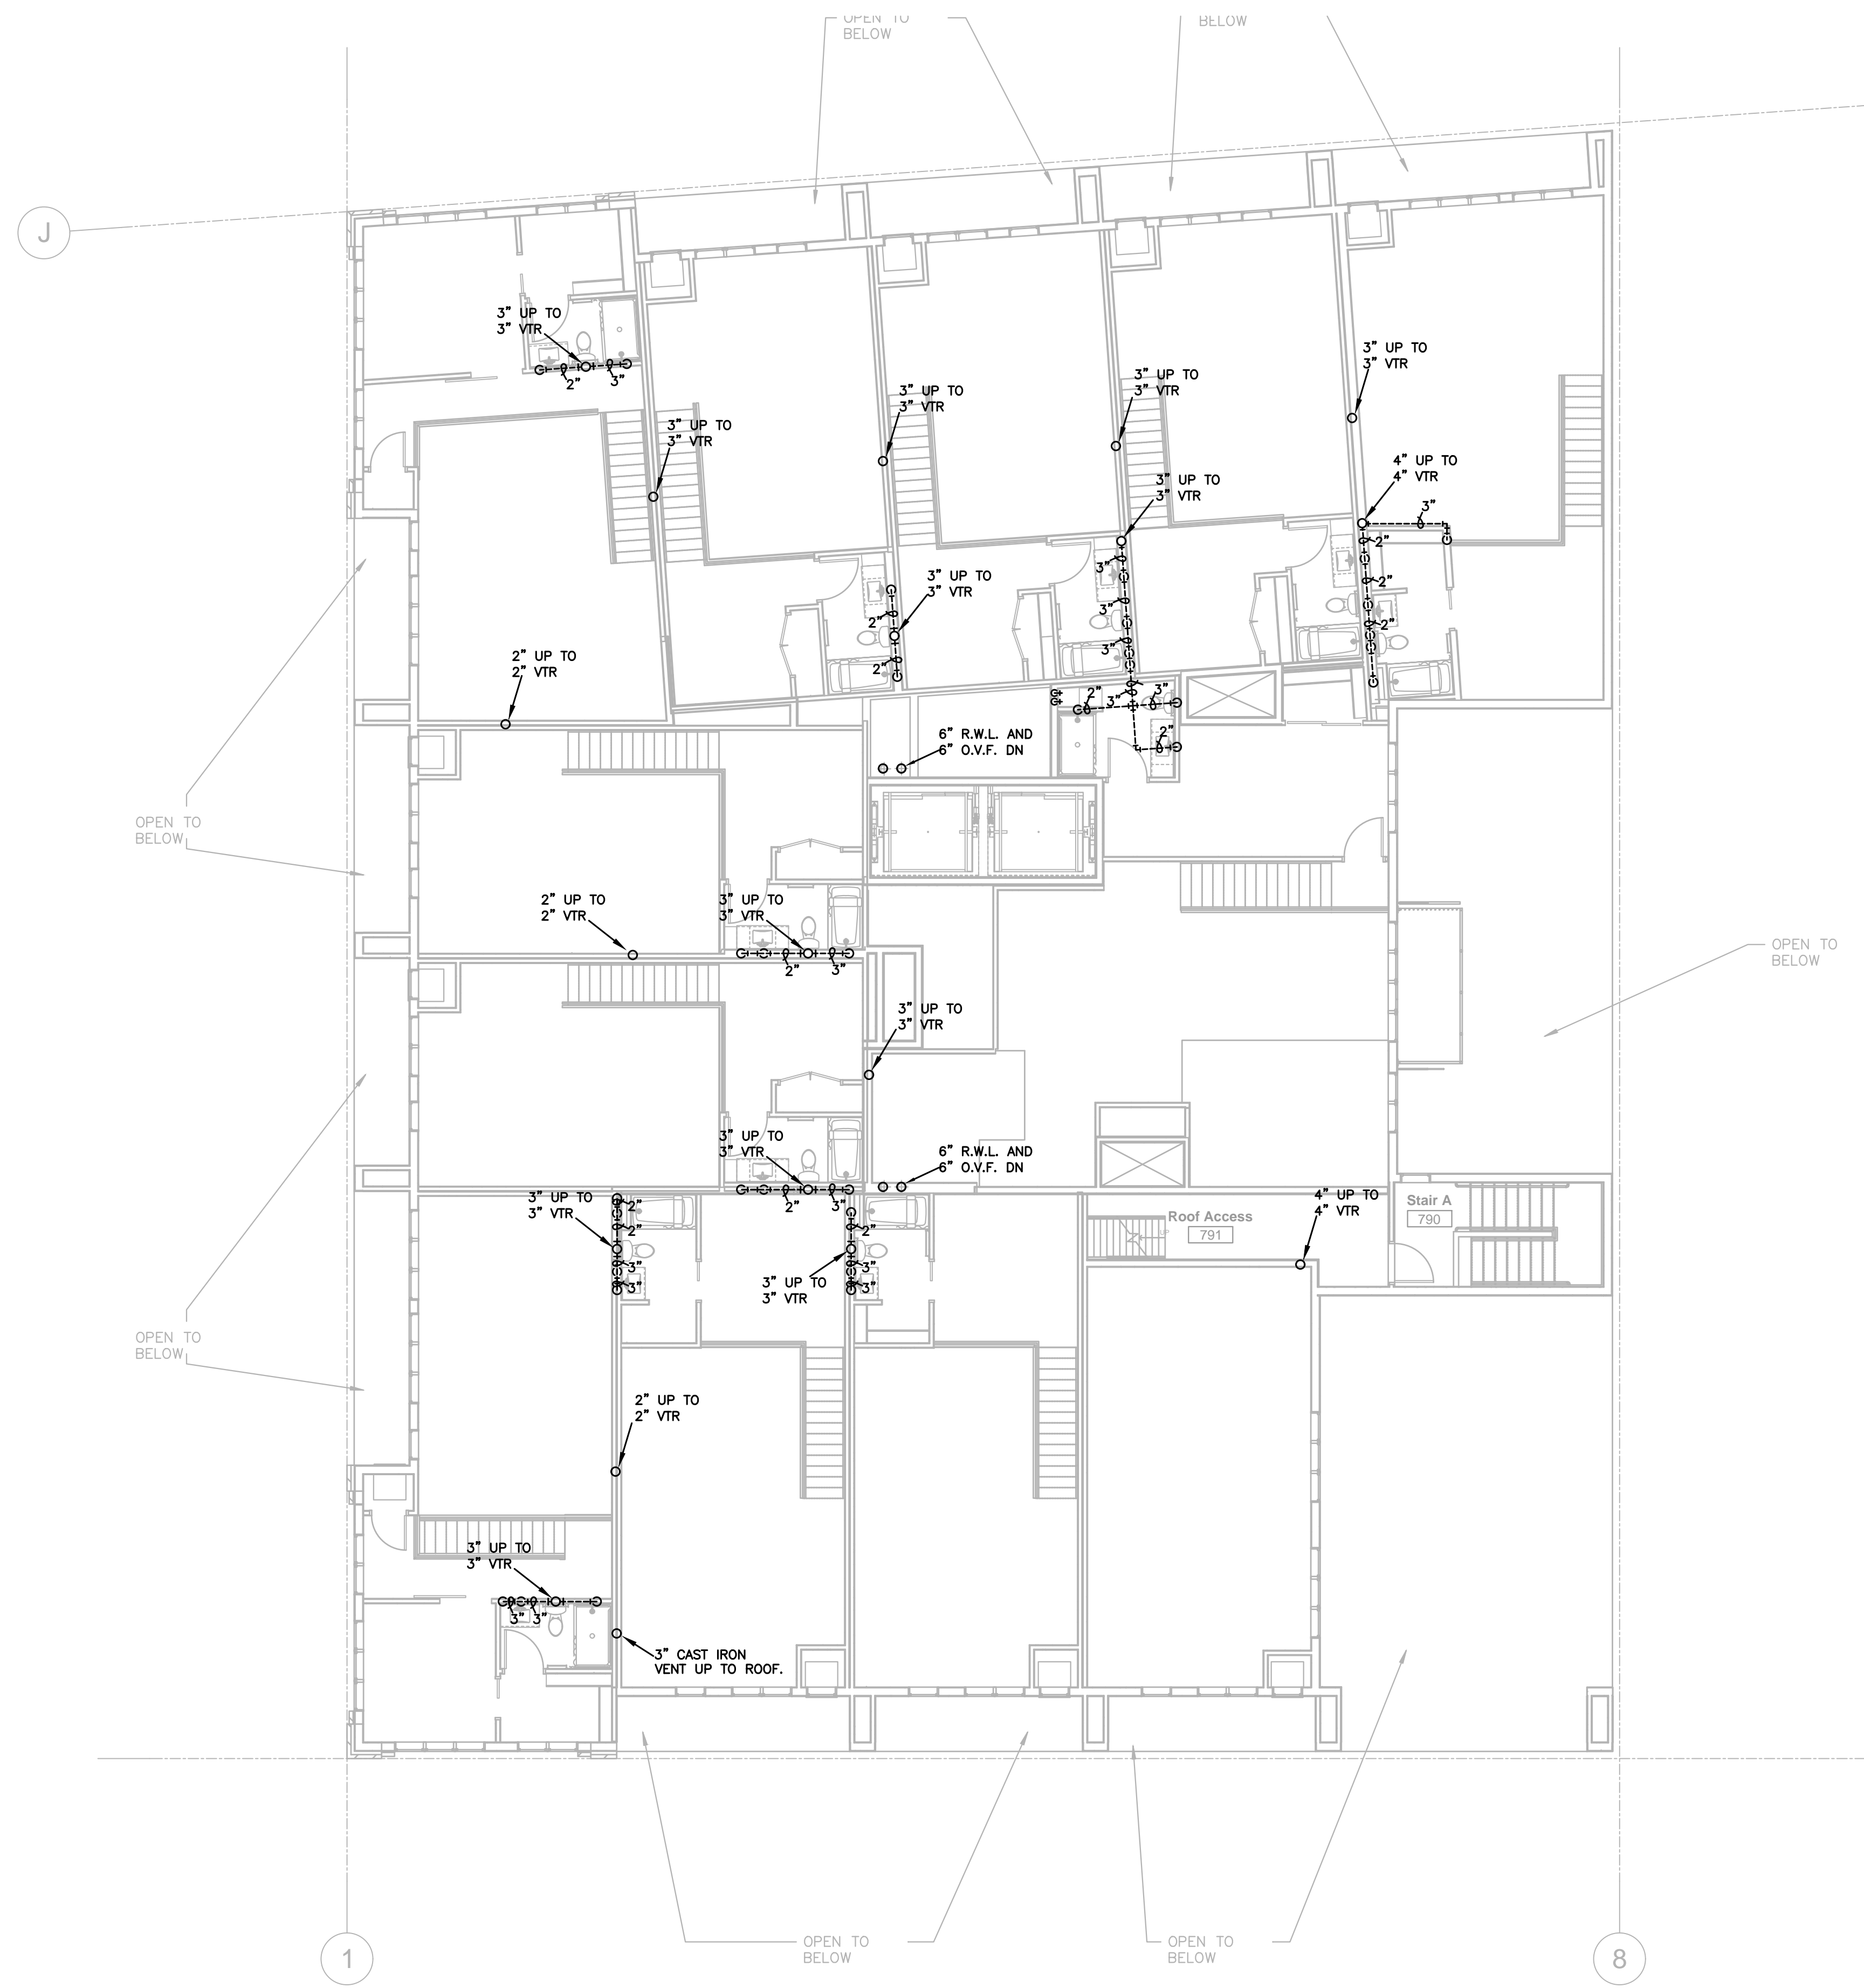 OPEN TO
BELOW
BELOW
J
3" UP TO
3" VTR
2"
3"
3" UP TO
3" VTR
3" UP TO
3" VTR
3" UP TO
3" VTR
3" UP TO
3" VTR
4" UP TO
4" VTR
3"
2"
2"
2"
3" UP TO
3" VTR
3"
3"
3"
3" UP TO
3" VTR
2"
2"
2" UP TO
2" VTR
2"
3"
3"
2"
6" R.W.L. AND
6" O.V.F. DN
OPEN TO
BELOW
2" UP TO
2" VTR
3" UP TO
3" VTR
2"
3"
OPEN TO
BELOW
3" UP TO
3" VTR
3" UP TO
3" VTR
2"
3"
6" R.W.L. AND
6" O.V.F. DN
3" UP TO
3" VTR
2"
2"
3"
3"
2"
3"
3"
3" UP TO
3" VTR
4" UP TO
4" VTR
Roof Access
791
UP
Stair A
790
OPEN TO
BELOW
2" UP TO
2" VTR
3" UP TO
3" VTR
3"
3"
3" CAST IRON
VENT UP TO ROOF.
OPEN TO
BELOW
OPEN TO
BELOW
1
8